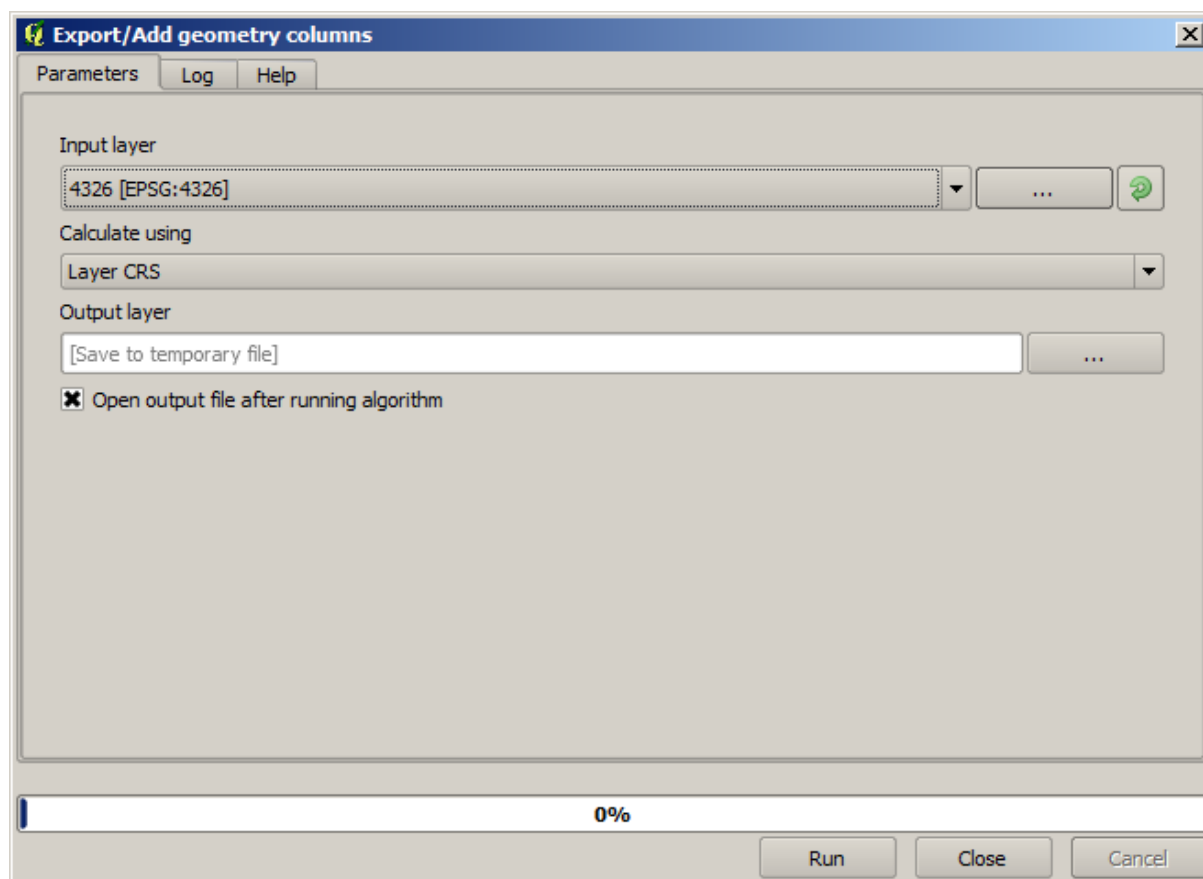 Export/Add geometry columns
Parameters Log Help
Input layer
4326 [EPSG:4326]
...
Calculate using
Layer CRS
Output layer
[Save to temporary file]
...
Open output file after running algorithm
0%
Run Close Cancel